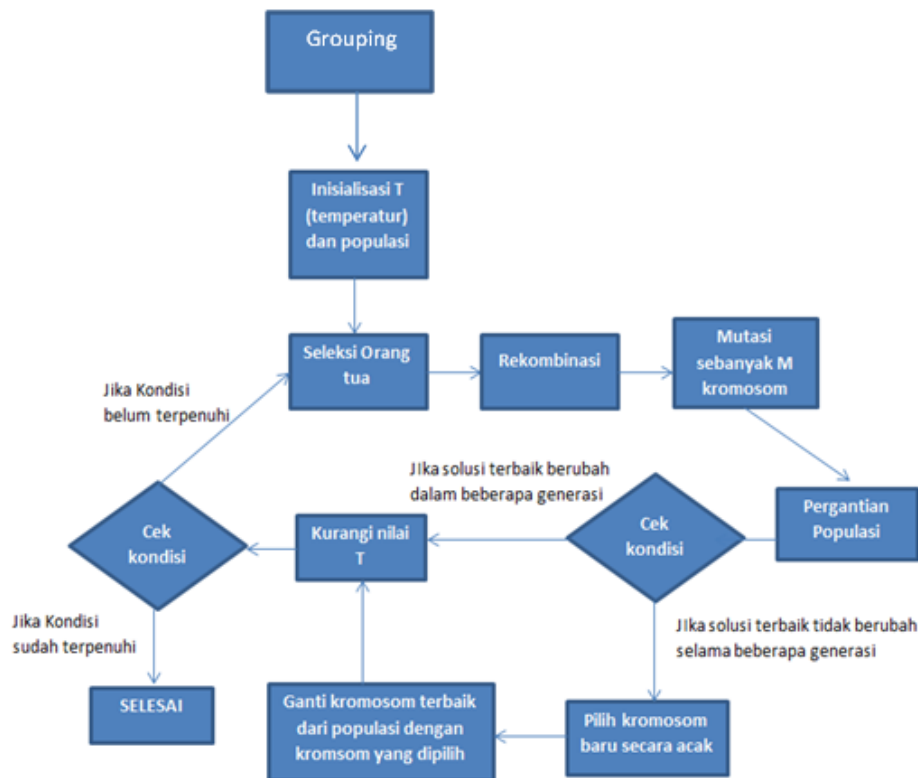 Grouping
Inisialisasi T
(temperatur)
dan populasi
Seleksi Orang
tua
Rekombinasi
Mutasi
sebanyak M
kromosom
Jika Kondisi
belum terpenuhi
JIka solusi terbaik berubah
dalam beberapa generasi
Pergantian
Populasi
Cek
kondisi
Kurangi nilai
T
Cek
kondisi
Jika Kondisi
sudah terpenuhi
JIka solusi terbaik tidak berubah
selama beberapa generasi
SELESAI
Ganti kromosom terbaik
dari populasi dengan
kromsom yang dipilih
Pilih kromosom
baru secara acak